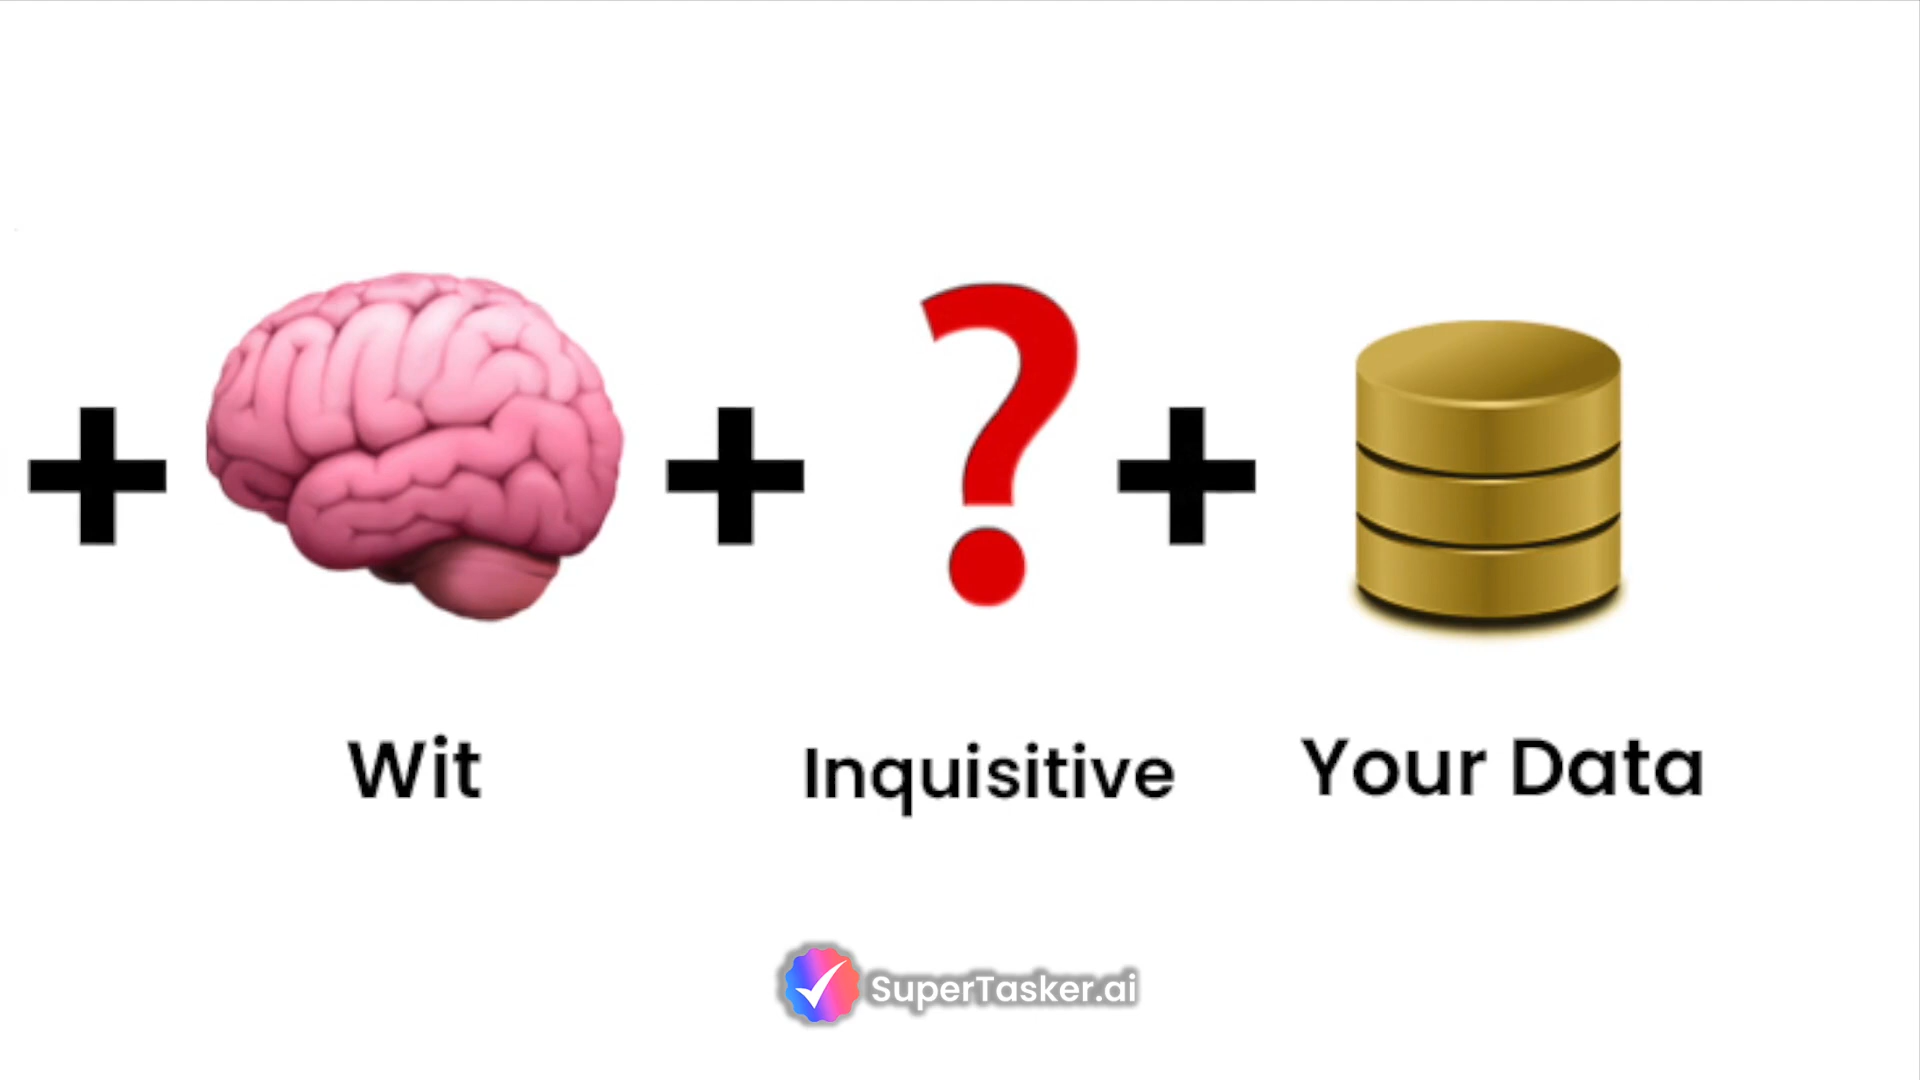 + + ? +
Wit Inquisitive Your Data
SuperTasker.ai